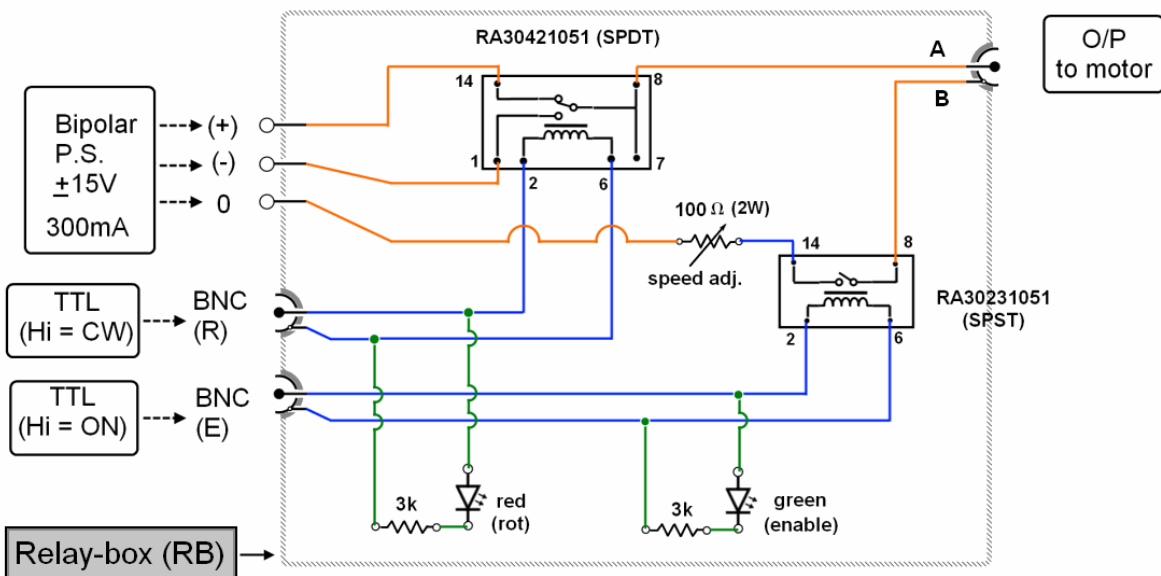 RA30421051 (SPDT)
A
O/P
to motor
B
14
8
Bipolar
P.S.
±15V
300mA
(+)
(-)
0
1
7
2
6
100 Ω (2W)
speed adj.
14
8
RA30231051
(SPST)
2
6
TTL
(Hi = CW)
BNC
(R)
TTL
(Hi = ON)
BNC
(E)
3k
red
(rot)
3k
green
(enable)
Relay-box (RB)